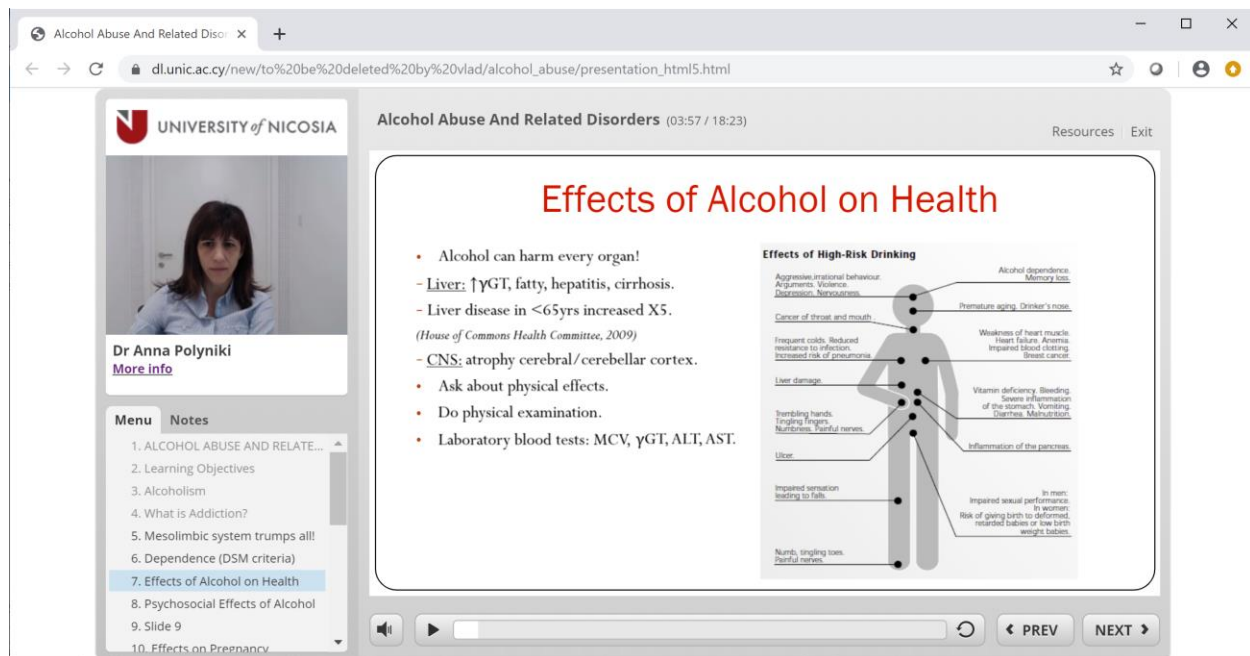 Alcohol Abuse And Related Disor
dl.unic.ac.cy/new/to%20be%20deleted%20by%20vlad/alcohol_abuse/presentation_html5.html
UNIVERSITY of NICOSIA
Dr Anna Polyniki
More info
Menu Notes
1. ALCOHOL ABUSE AND RELATE...
2. Learning Objectives
3. Alcoholism
4. What is Addiction?
5. Mesolimbic system trumps all!
6. Dependence (DSM criteria)
7. Effects of Alcohol on Health
8. Psychosocial Effects of Alcohol
9. Slide 9
10. Effects on Pregnancy
Alcohol Abuse And Related Disorders (03:57 / 18:23)
Resources Exit
Effects of Alcohol on Health
• Alcohol can harm every organ!
- Liver: ↑γGT, fatty, hepatitis, cirrhosis.
- Liver disease in <65yrs increased X5.
(House of Commons Health Committee, 2009)
- CNS: atrophy cerebral/cerebellar cortex.
• Ask about physical effects.
• Do physical examination.
• Laboratory blood tests: MCV, γGT, ALT, AST.
Effects of High-Risk Drinking
Aggressive,irrational behaviour.
Arguments. Violence.
Depression. Nervousness.
Cancer of throat and mouth .
Frequent colds. Reduced
resistance to infection.
Increased risk of pneumonia.
Liver damage.
Trembling hands.
Tingling fingers.
Numbness. Painful nerves.
Ulcer.
Impaired sensation
leading to falls.
Numb, tingling toes.
Painful nerves.
Alcohol dependence.
Memory loss.
Premature aging. Drinker's nose.
Weakness of heart muscle.
Heart failure. Anemia.
Impaired blood clotting.
Breast cancer.
Vitamin deficiency. Bleeding.
Severe inflammation
of the stomach. Vomiting.
Diarrhea. Malnutrition.
Inflammation of the pancreas.
In men:
Impaired sexual performance.
In women:
Risk of giving birth to deformed,
retarded babies or low birth
weight babies.
PREV
NEXT